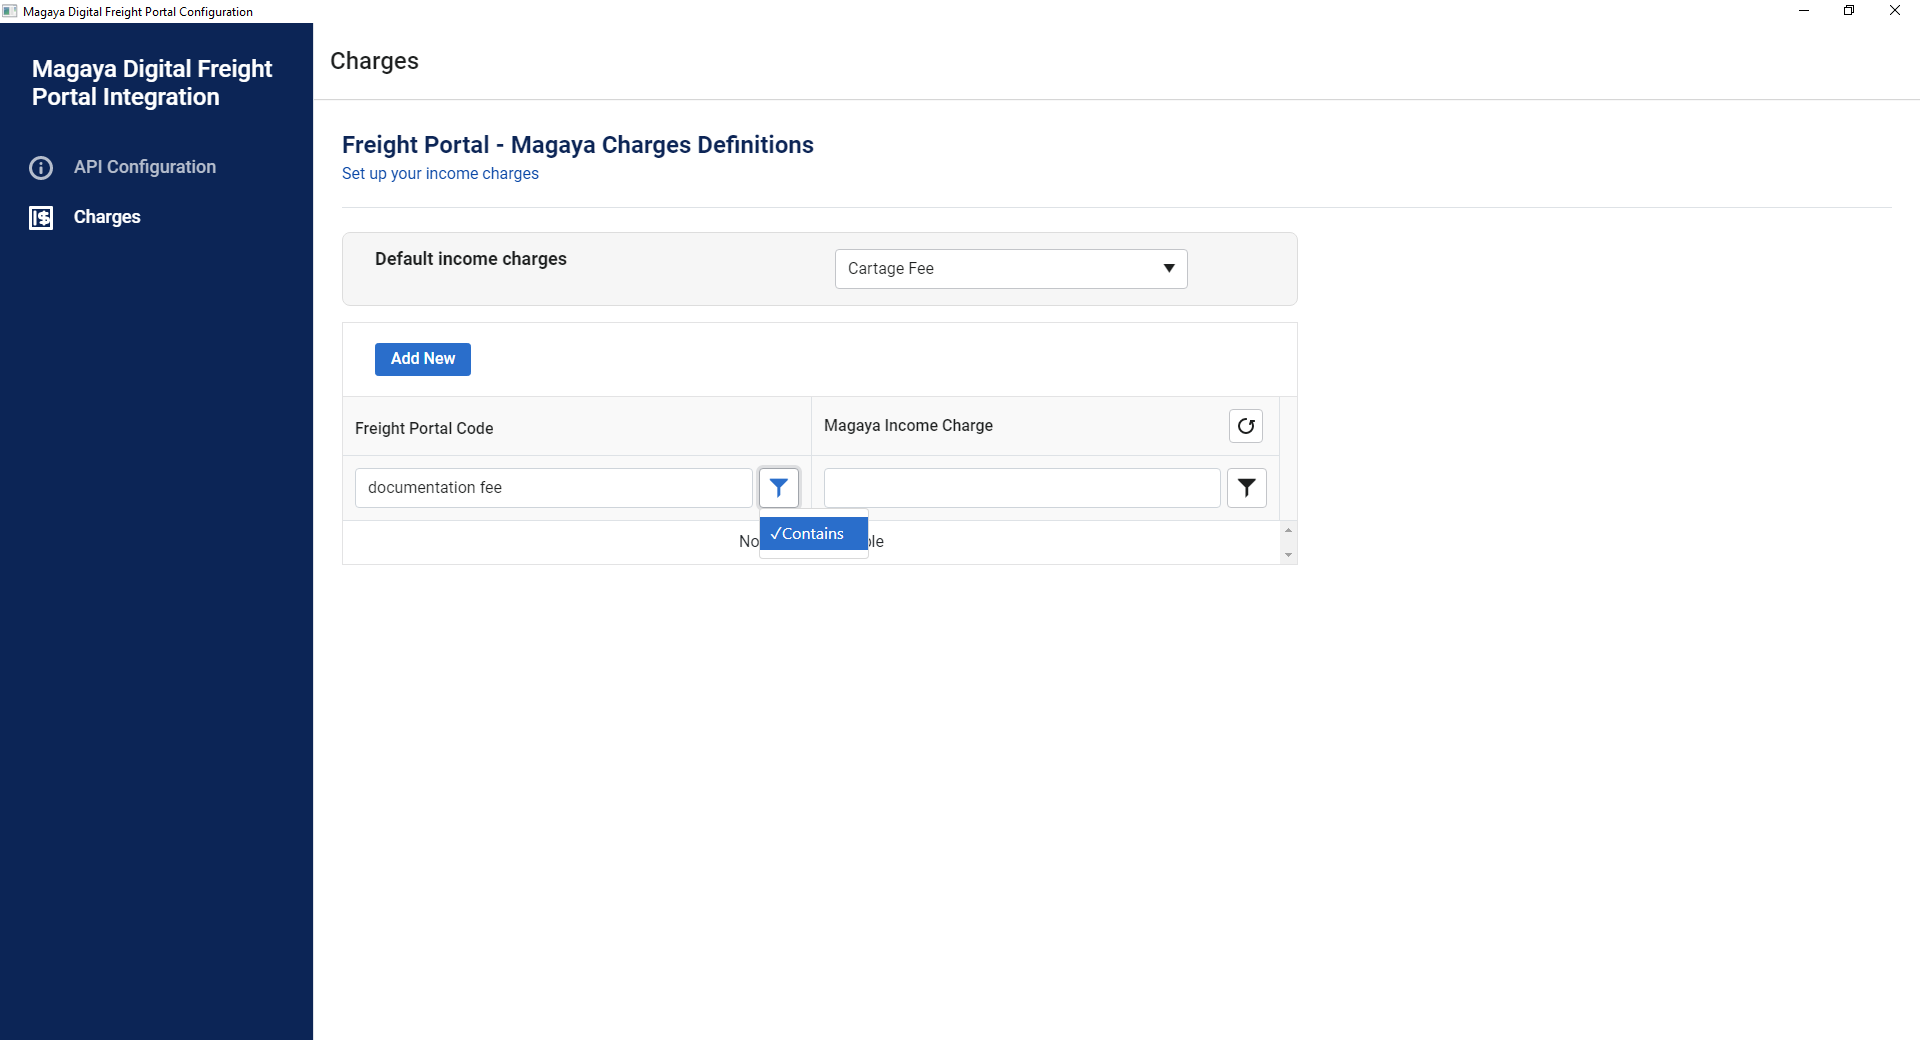 Magaya Digital Freight Portal Configuration
Magaya Digital Freight
Portal Integration
API Configuration
Charges
Charges
Freight Portal - Magaya Charges Definitions
Set up your income charges
Default income charges
Cartage Fee
Add New
Freight Portal Code
Magaya Income Charge
documentation fee
✓Contains
No